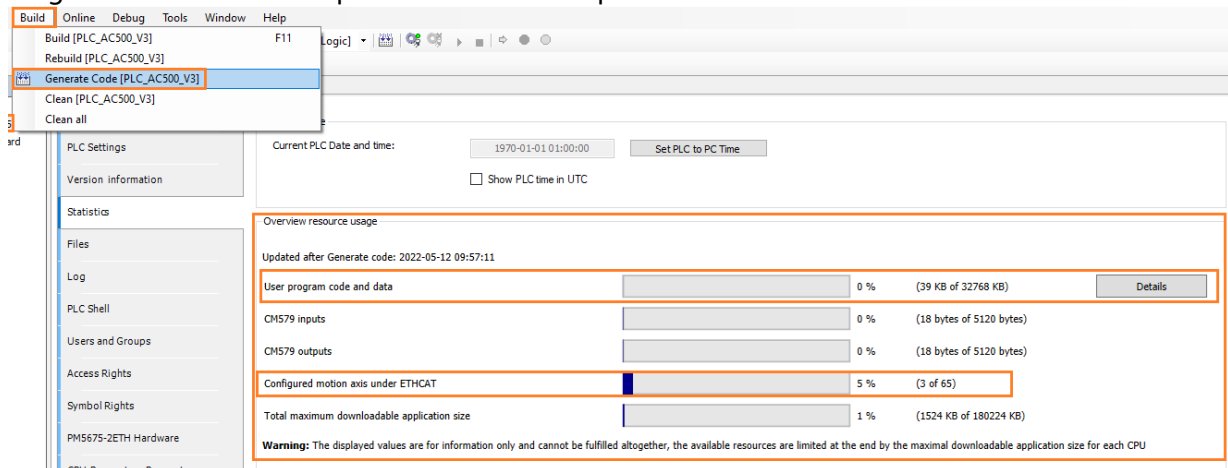 Build Online Debug Tools Window Help
Build [PLC_AC500_V3] F11
Logic]
Rebuild [PLC_AC500_V3]
Generate Code [PLC_AC500_V3]
Clean [PLC_AC500_V3]
Clean all
PLC Settings
Current PLC Date and time: 1970-01-01 01:00:00 Set PLC to PC Time
Version information
Show PLC time in UTC
Statistics
Overview resource usage
Files
Updated after Generate code: 2022-05-12 09:57:11
Log
User program code and data 0 % (39 KB of 32768 KB) Details
PLC Shell
CM579 inputs 0 % (18 bytes of 5120 bytes)
Users and Groups
CM579 outputs 0 % (18 bytes of 5120 bytes)
Access Rights
Configured motion axis under ETHCAT 5 % (3 of 65)
Symbol Rights
Total maximum downloadable application size 1 % (1524 KB of 180224 KB)
PM5675-2ETH Hardware
Warning: The displayed values are for information only and cannot be fulfilled altogether, the available resources are limited at the end by the maximal downloadable application size for each CPU